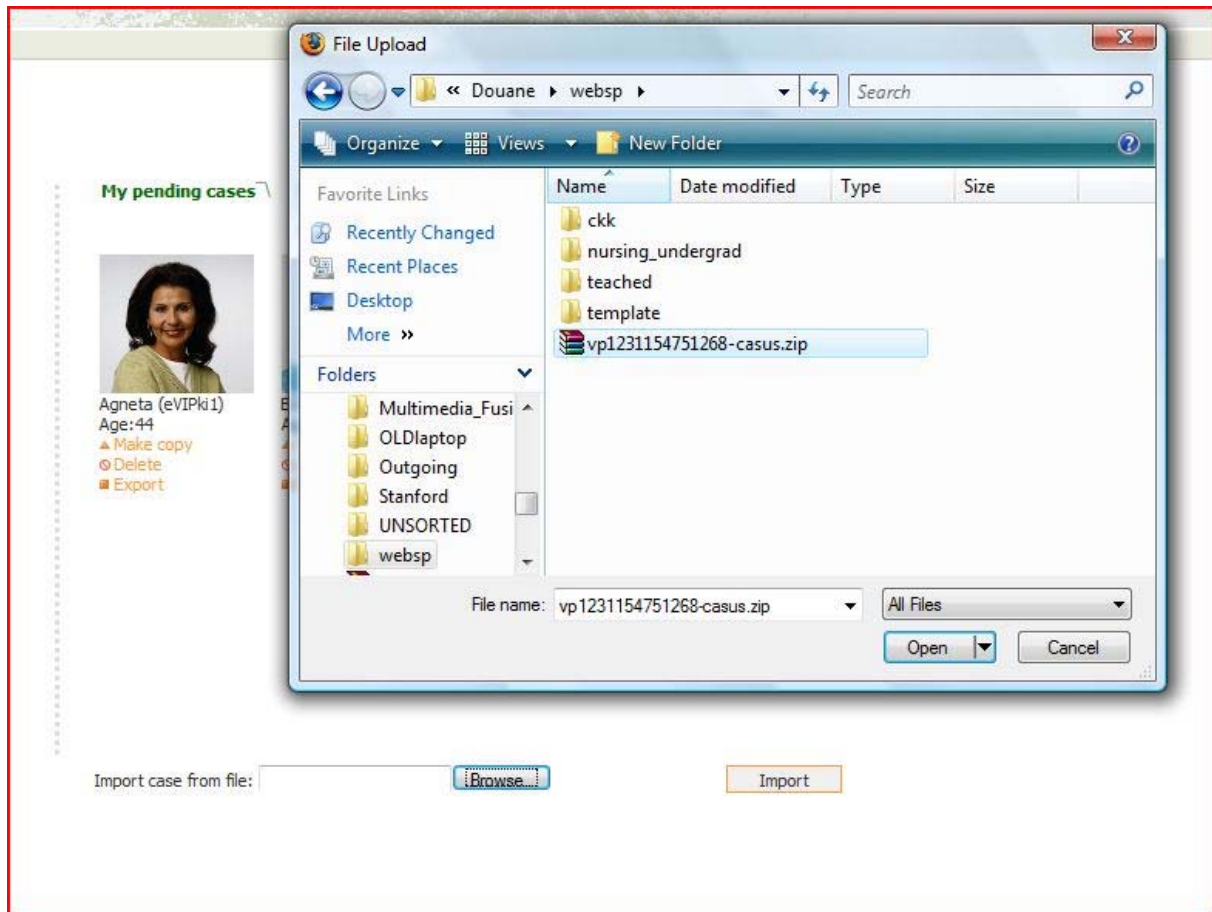 File Upload
« Douane ▸ websp ▸
Search
Organize
Views
New Folder
My pending cases
Favorite Links
Recently Changed
Recent Places
Desktop
More »
Folders
Multimedia_Fusi
OLDlaptop
Outgoing
Stanford
UNSORTED
websp
Name
Date modified
Type
Size
ckk
nursing_undergrad
teached
template
vp1231154751268-casus.zip
Agneta (eVIPki1)
Age:44
Make copy
Delete
Export
File name:
vp1231154751268-casus.zip
All Files
Open
Cancel
Import case from file:
Browse...
Import